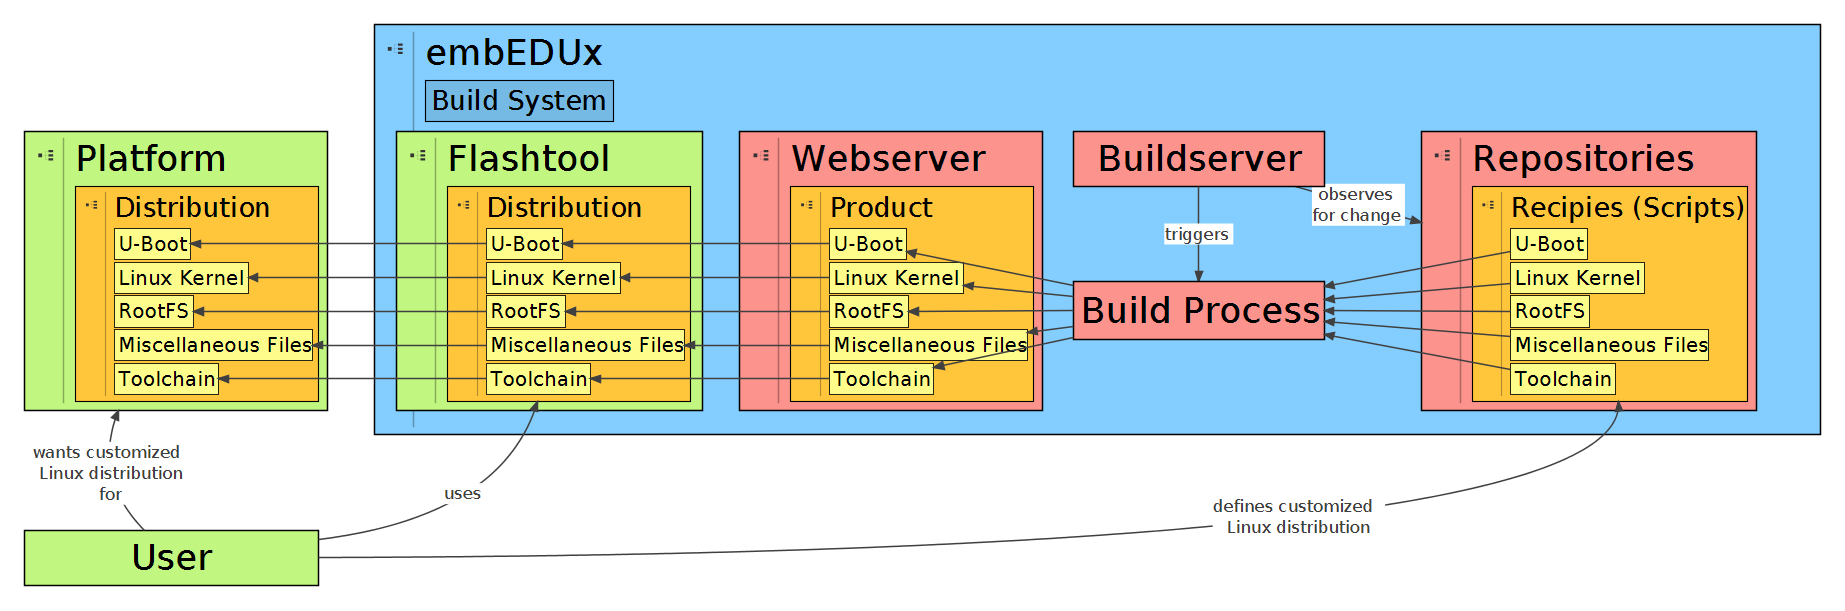 embEDUx
Build System
Platform
Distribution
U-Boot
Linux Kernel
RootFS
Miscellaneous Files
Toolchain
Flashtool
Distribution
U-Boot
Linux Kernel
RootFS
Miscellaneous Files
Toolchain
Webserver
Product
U-Boot
Linux Kernel
RootFS
Miscellaneous Files
Toolchain
Buildserver
observes
for change
triggers
Build Process
Repositories
Recipies (Scripts)
U-Boot
Linux Kernel
RootFS
Miscellaneous Files
Toolchain
wants customized
Linux distribution
for
uses
defines customized
Linux distribution
User